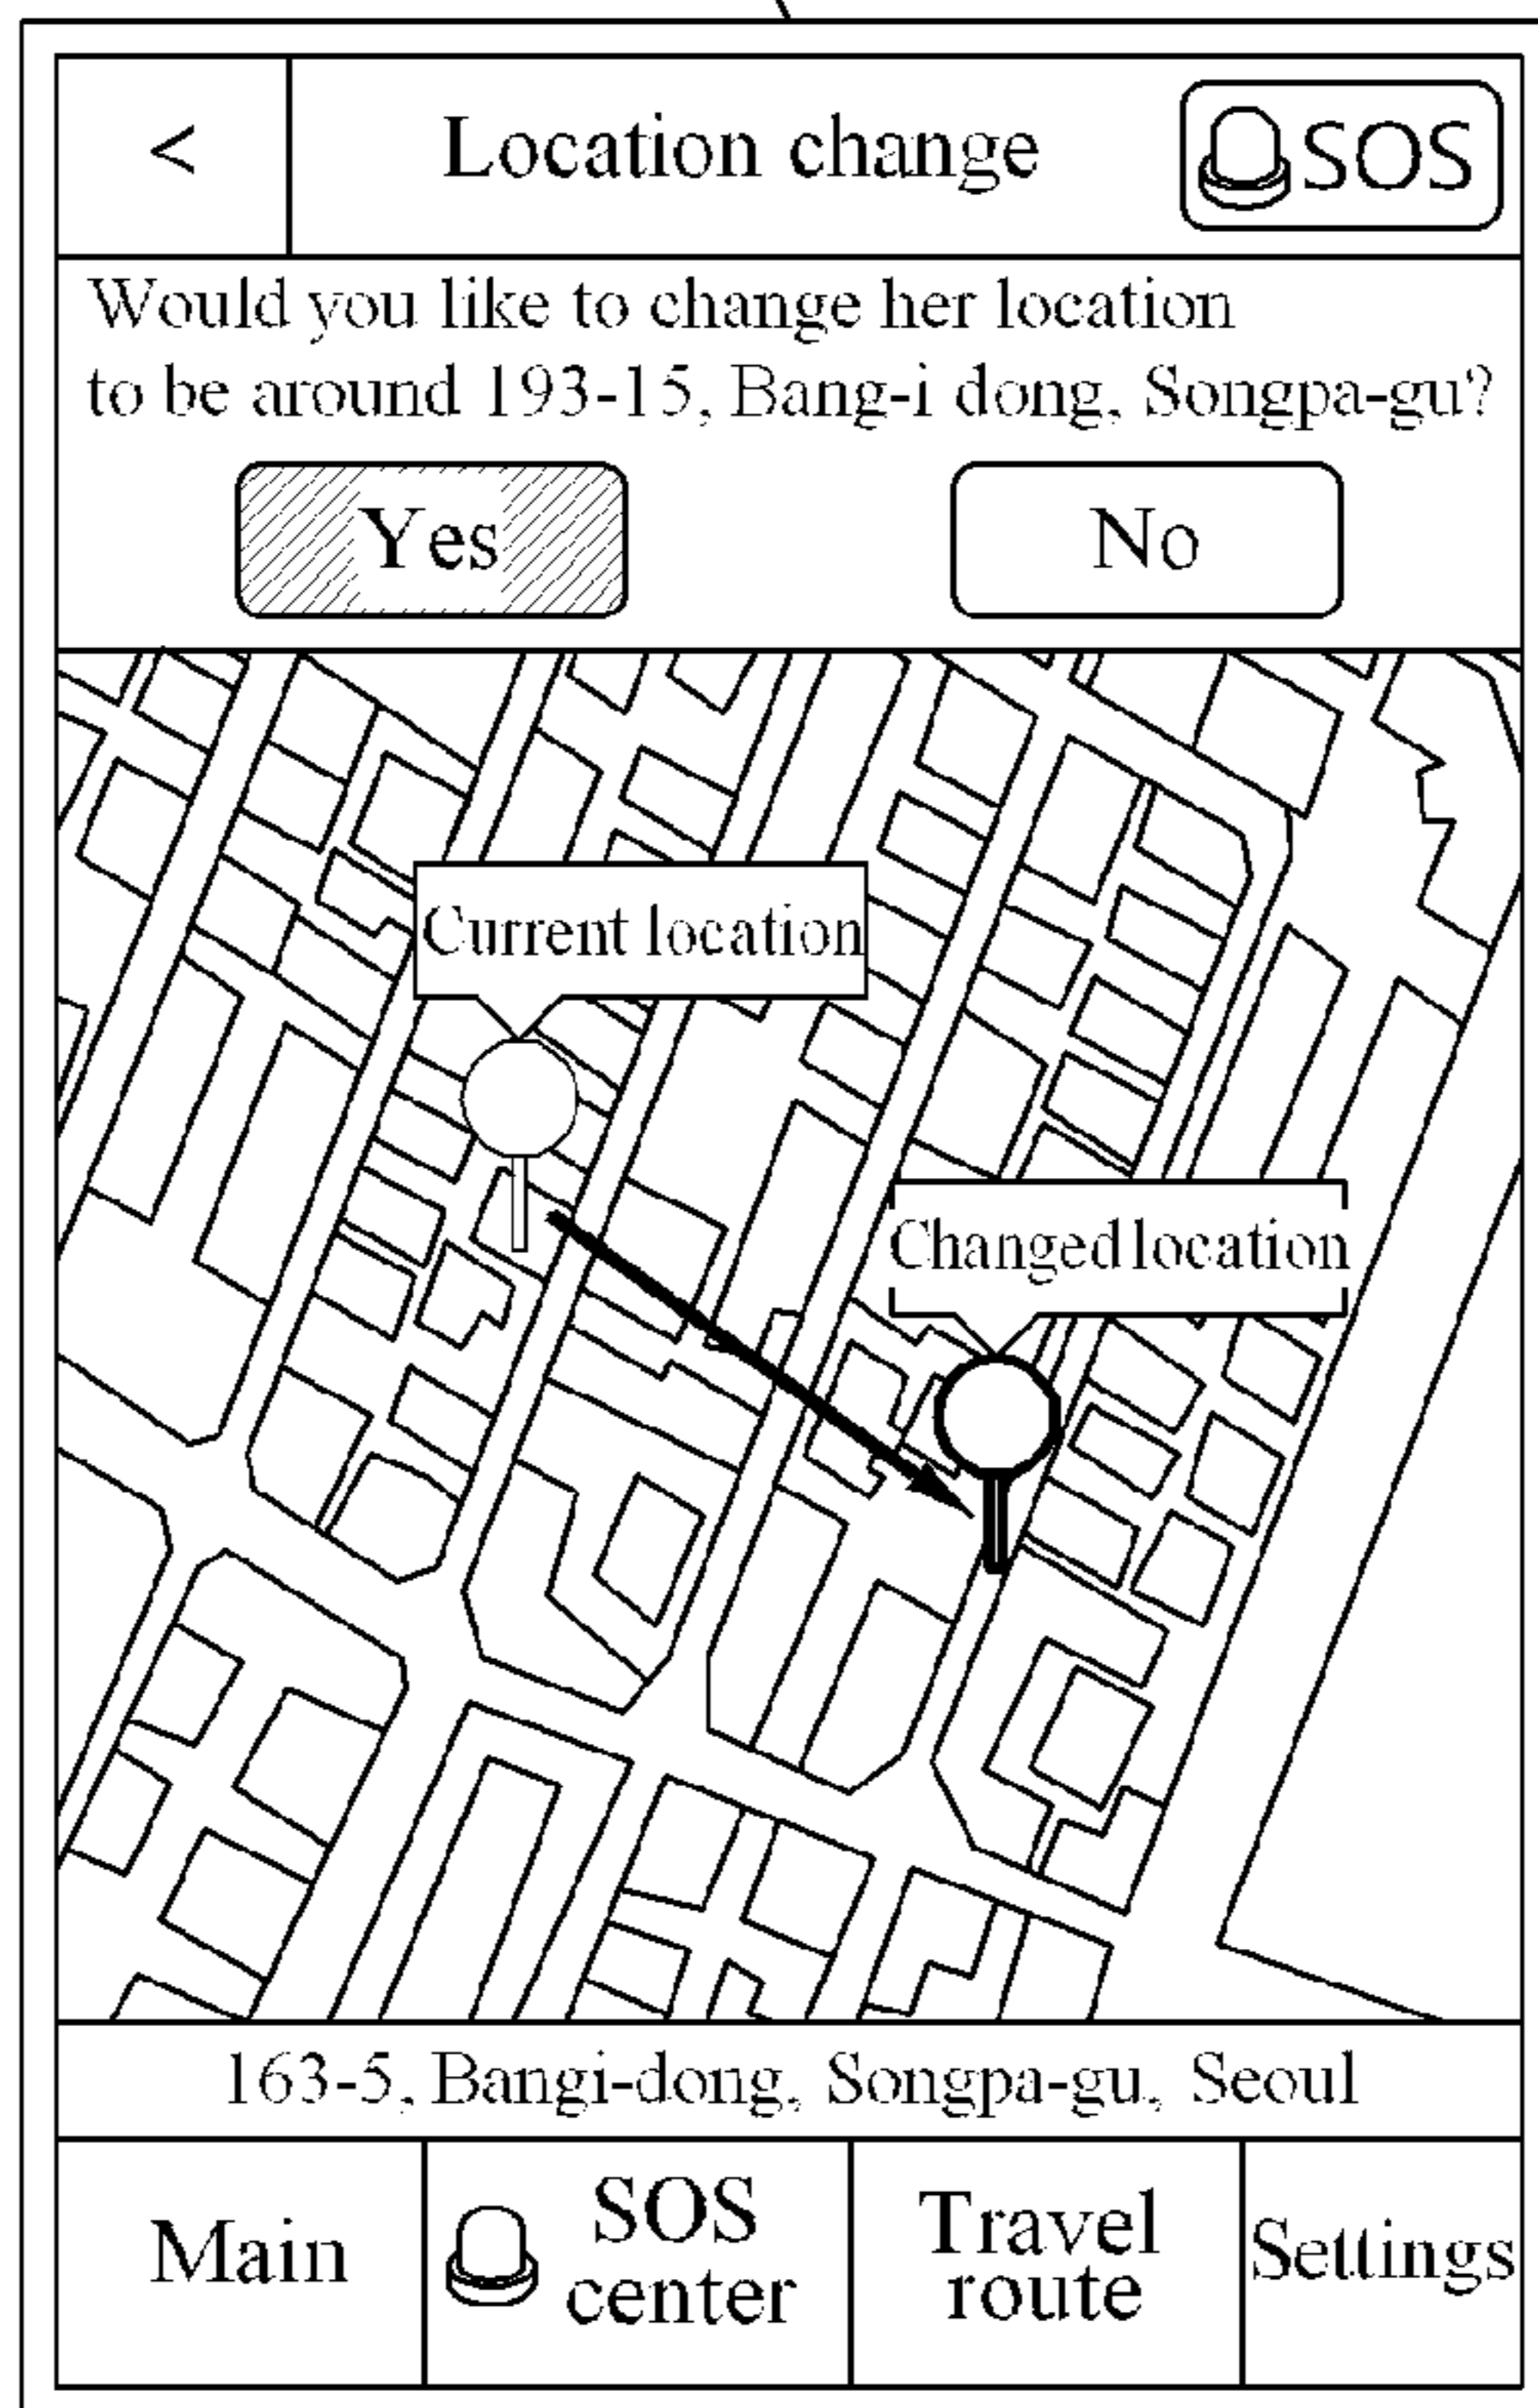 < Location change SOS
Would you like to change her location
to be around 193-15, Bang-i dong, Songpa-gu?
Yes No
Current location
Changed location
163-5, Bangi-dong, Songpa-gu, Seoul
Main
SOS
center
Travel
route
Settings